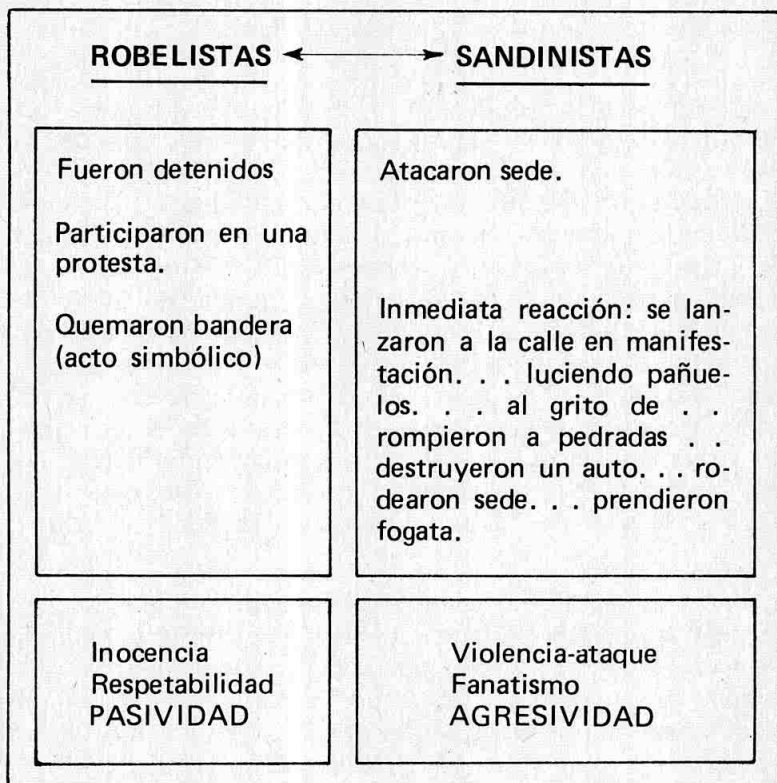 ROBELISTAS ↔ SANDINISTAS
Fueron detenidos
Participaron en una
protesta.
Quemaron bandera
(acto simbólico)
Atacaron sede.
Inmediata reacción: se lan-
zaron a la calle en manifes-
tación. . . luciendo pañue-
los. . . al grito de . .
rompieron a pedradas . .
destruyeron un auto. . . ro-
dearon sede. . . prendieron
fogata.
Inocencia
Respetabilidad
PASIVIDAD
Violencia-ataque
Fanatismo
AGRESIVIDAD